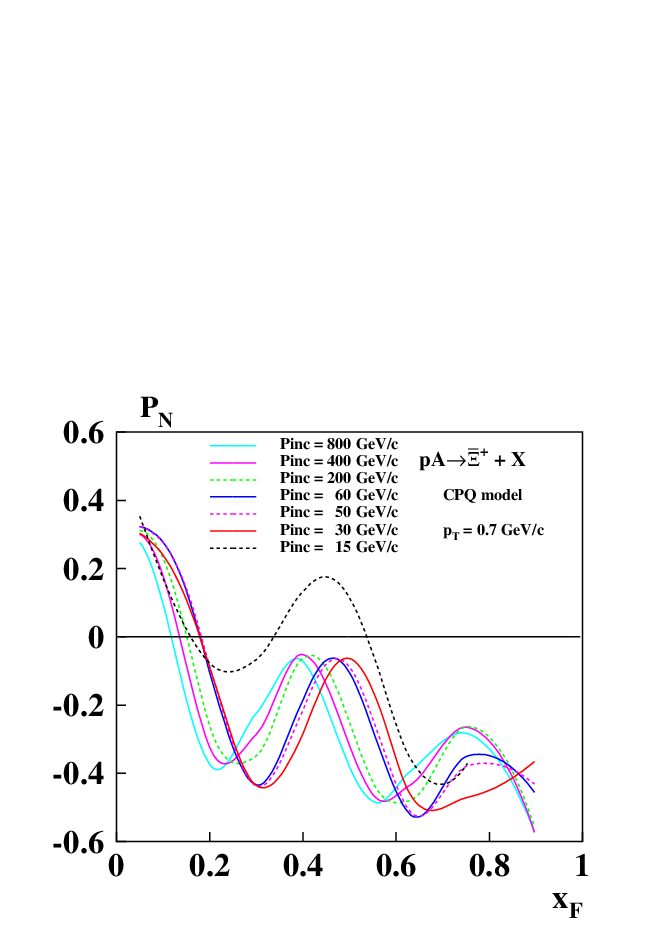 P_N
0.6
0.4
0.2
0
-0.2
-0.4
-0.6
Pinc = 800 GeV/c
Pinc = 400 GeV/c
Pinc = 200 GeV/c
Pinc = 60 GeV/c
Pinc = 50 GeV/c
Pinc = 30 GeV/c
Pinc = 15 GeV/c
pA→Ξ̄⁺ + X
CPQ model
p_T = 0.7 GeV/c
0 0.2 0.4 0.6 0.8 1
x_F